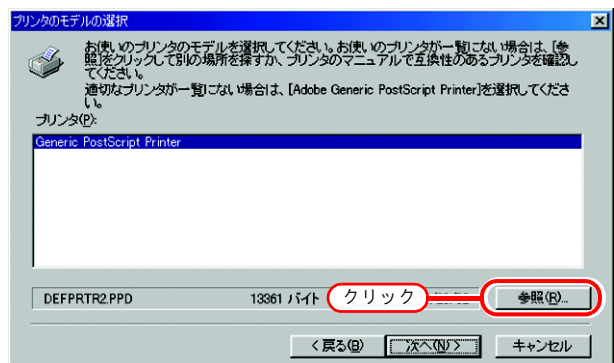 プリンタのモデルの選択
お使いのプリンタのモデルを選択してください。お使いのプリンタが一覧にない場合は、[参
照]をクリックして別の場所を探すか、プリンタのマニュアルで互換性のあるプリンタを確認し
てください。
適切なプリンタが一覧にない場合は、[Adobe Generic PostScript Printer]を選択してくださ
い。
プリンタ(P):
Generic PostScript Printer
DEFPRTR2.PPD 13361 バイト クリック 参照(R)...
< 戻る(B) 次へ(N) > キャンセル